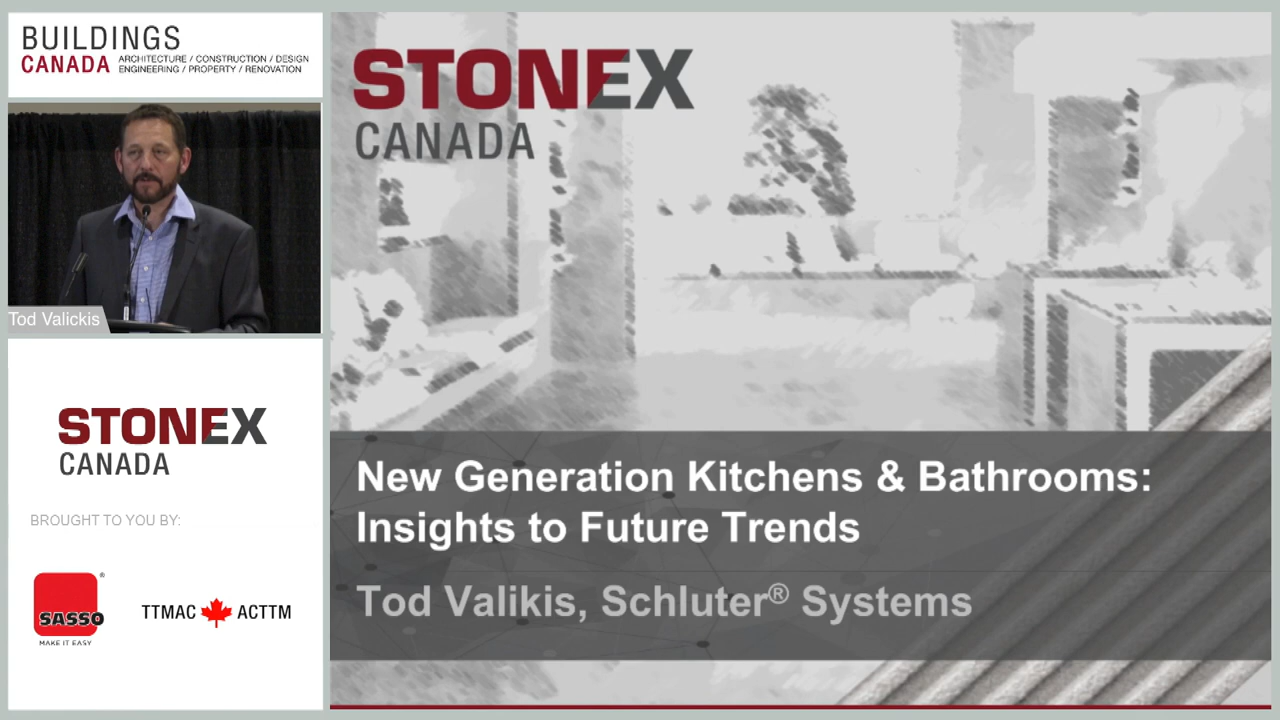 BUILDINGS
CANADA
ARCHITECTURE / CONSTRUCTION / DESIGN
ENGINEERING / PROPERTY / RENOVATION
Tod Valickis
STONEX
CANADA
BROUGHT TO YOU BY:
SASSO
®
MAKE IT EASY
TTMAC ACTTM
STONEX
CANADA
New Generation Kitchens & Bathrooms:
Insights to Future Trends
Tod Valikis, Schluter® Systems